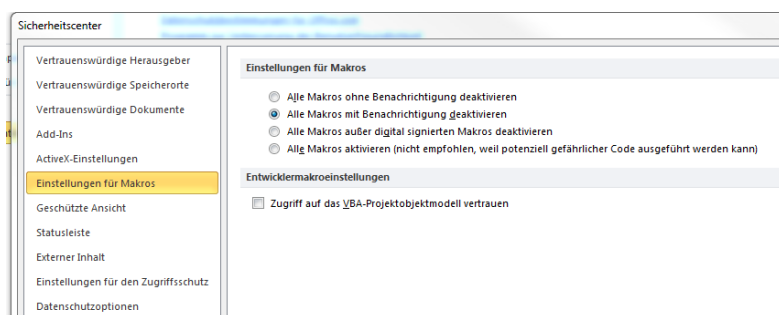 Sicherheitscenter
Vertrauenswürdige Herausgeber
Vertrauenswürdige Speicherorte
Vertrauenswürdige Dokumente
Add-Ins
ActiveX-Einstellungen
Einstellungen für Makros
Geschützte Ansicht
Statusleiste
Externer Inhalt
Einstellungen für den Zugriffsschutz
Datenschutzoptionen
Einstellungen für Makros
Alle Makros ohne Benachrichtigung deaktivieren
Alle Makros mit Benachrichtigung deaktivieren
Alle Makros außer digital signierten Makros deaktivieren
Alle Makros aktivieren (nicht empfohlen, weil potenziell gefährlicher Code ausgeführt werden kann)
Entwicklermakroeinstellungen
Zugriff auf das VBA-Projektobjektmodell vertrauen